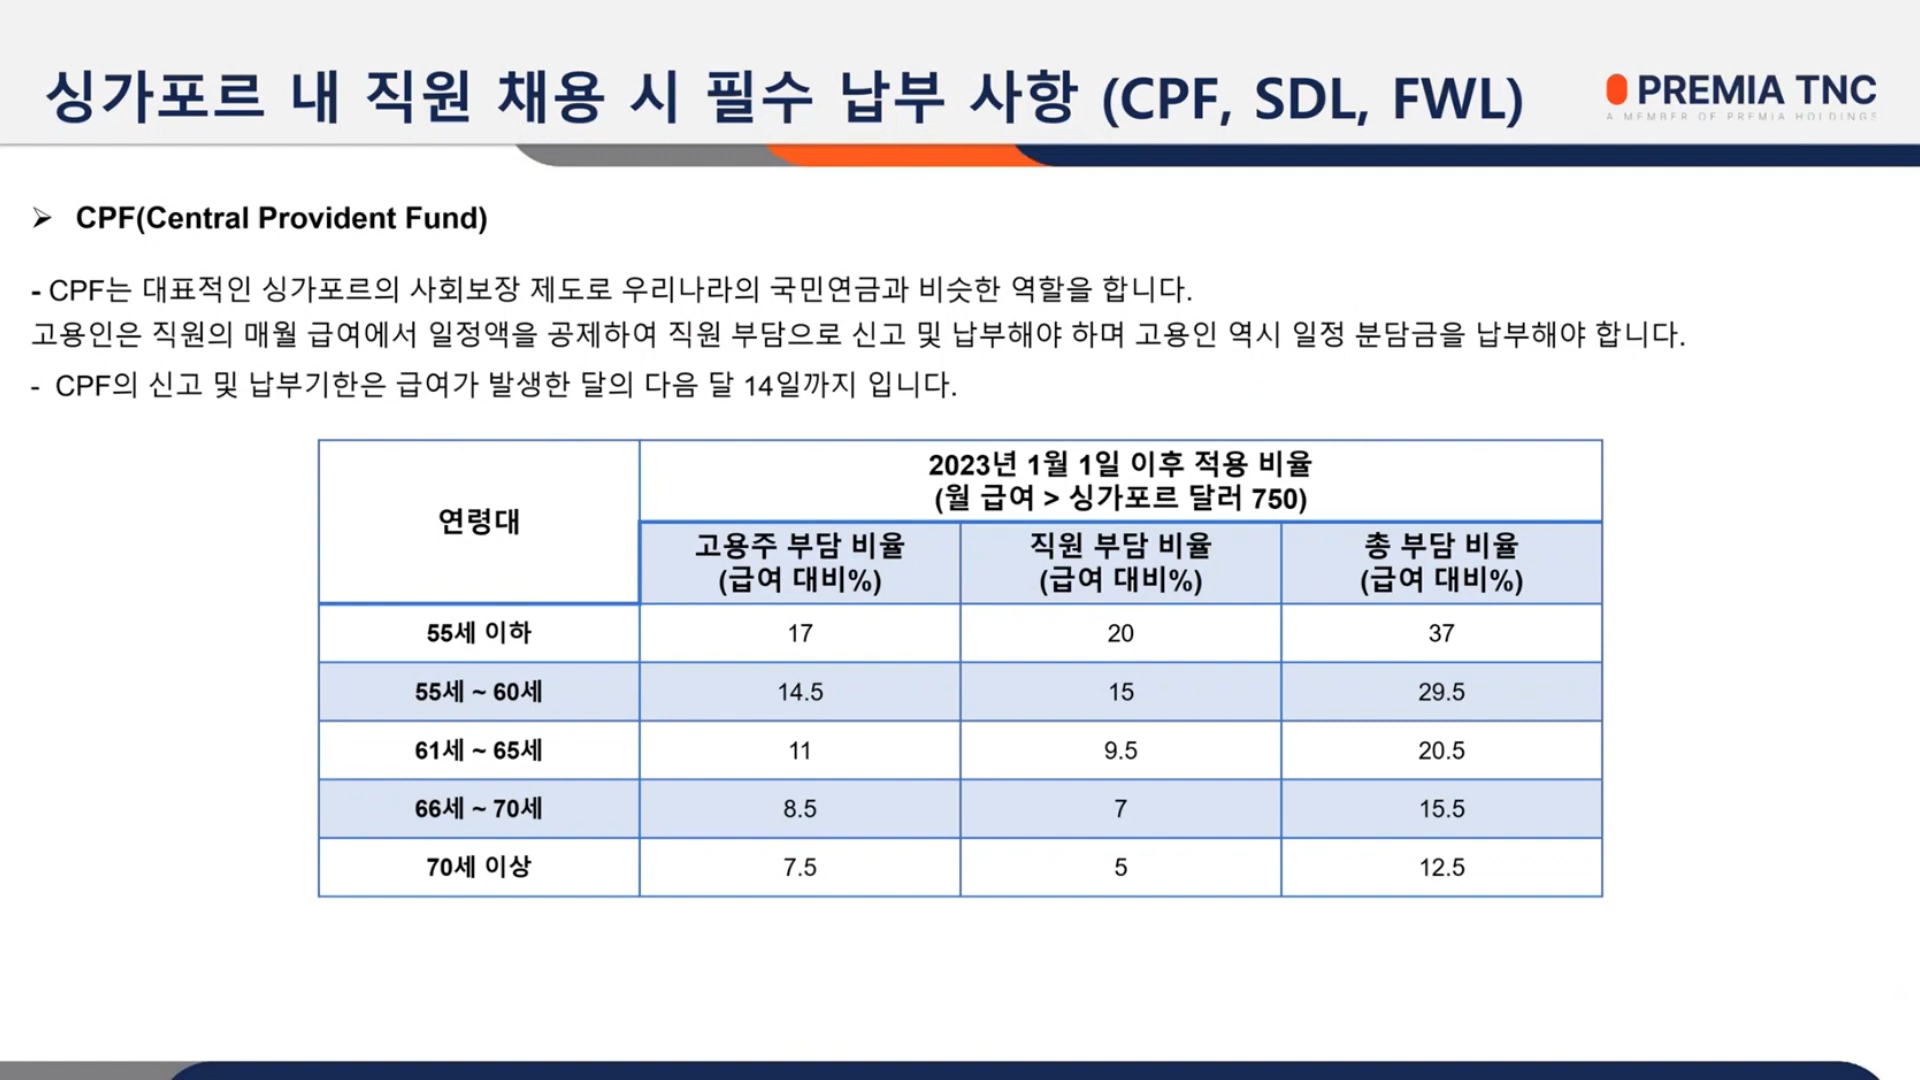 싱가포르 내 직원 채용 시 필수 납부 사항 (CPF, SDL, FWL)
PREMIA TNC
A MEMBER OF PREMIA HOLDINGS
➢ CPF(Central Provident Fund)
- CPF는 대표적인 싱가포르의 사회보장 제도로 우리나라의 국민연금과 비슷한 역할을 합니다.
고용인은 직원의 매월 급여에서 일정액을 공제하여 직원 부담으로 신고 및 납부해야 하며 고용인 역시 일정 분담금을 납부해야 합니다.
- CPF의 신고 및 납부기한은 급여가 발생한 달의 다음 달 14일까지 입니다.
연령대
2023년 1월 1일 이후 적용 비율
(월 급여 > 싱가포르 달러 750)
고용주 부담 비율 직원 부담 비율 총 부담 비율
(급여 대비%) (급여 대비%) (급여 대비%)
55세 이하 17 20 37
55세 ~ 60세 14.5 15 29.5
61세 ~ 65세 11 9.5 20.5
66세 ~ 70세 8.5 7 15.5
70세 이상 7.5 5 12.5